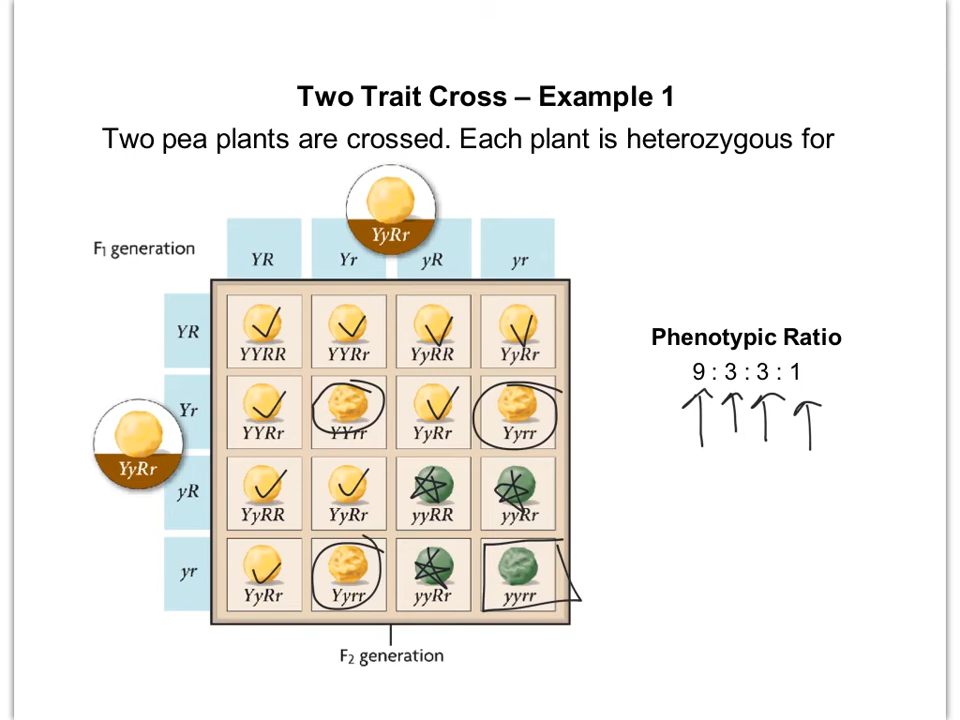 Two Trait Cross – Example 1
Two pea plants are crossed. Each plant is heterozygous for
YyRr
F1 generation
YR Yr yR yr
YR
YYRR YYRr YyRR YyRr
Yr
YYRr YYrr YyRr Yyrr
YyRr
yR
YyRR YyRr yyRR yyRr
yr
YyRr Yyrr yyRr yyrr
F2 generation
Phenotypic Ratio
9 : 3 : 3 : 1